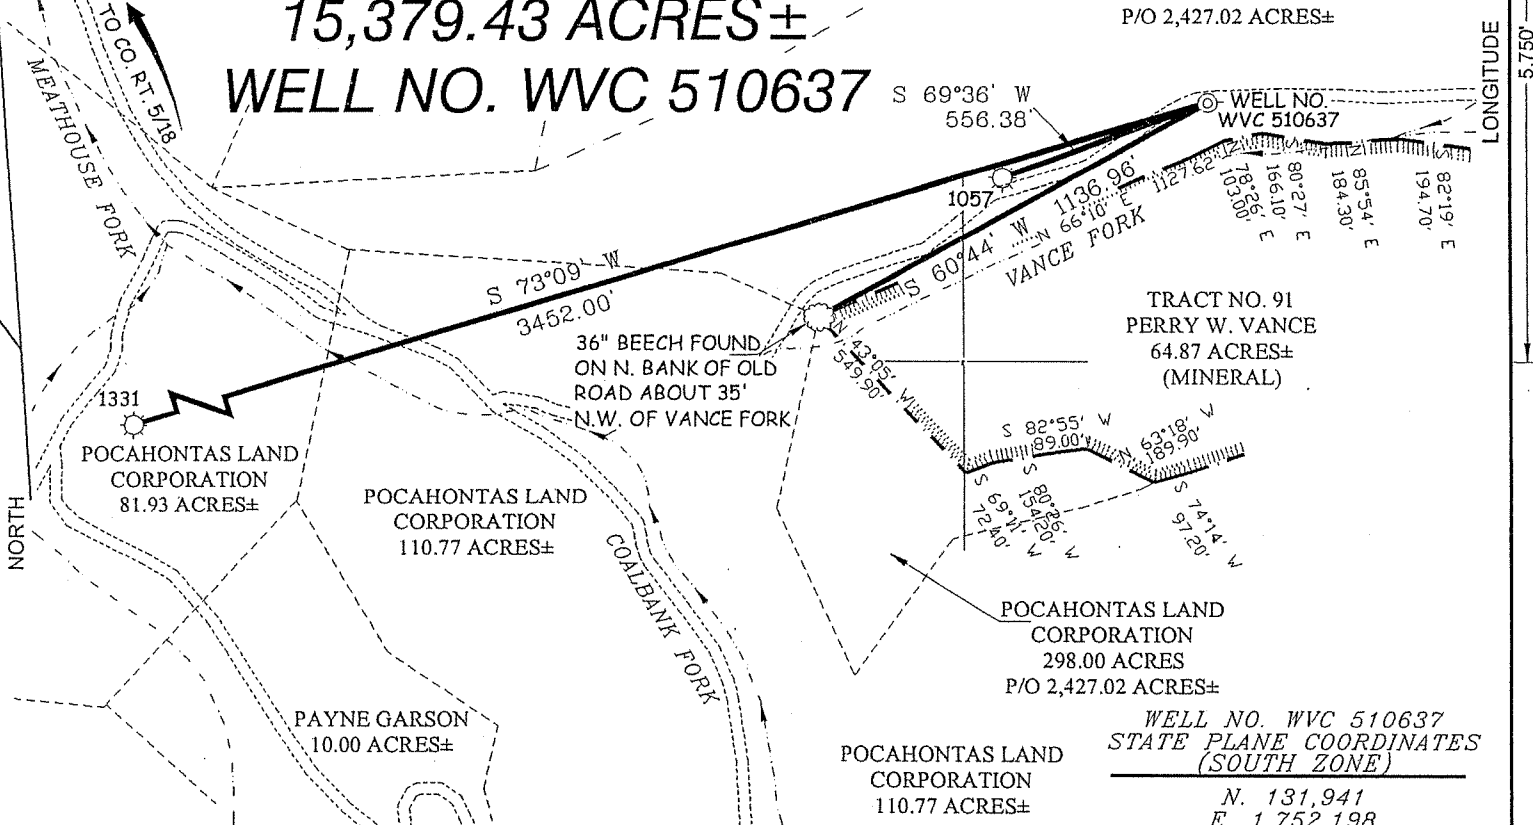 15,379.43 ACRES±
WELL NO. WVC 510637
P/O 2,427.02 ACRES±
TO CO. RT. 5/18
MEATHOUSE FORK
S 69°36' W
556.38'
WELL NO.
WVC 510637
LONGITUDE
5.750'
1057
S 60°44' W 1136.96'
N 66°10' E 1127.62'
VANCE FORK
78°26' E
103.00'
80°27' E
166.10'
85°54' E
184.30'
82°19' E
194.70'
S 73°09' W
3452.00'
36" BEECH FOUND
ON N. BANK OF OLD
ROAD ABOUT 35'
N.W. OF VANCE FORK
N 43°05' W
549.90'
TRACT NO. 91
PERRY W. VANCE
64.87 ACRES±
(MINERAL)
1331
POCAHONTAS LAND
CORPORATION
81.93 ACRES±
NORTH
POCAHONTAS LAND
CORPORATION
110.77 ACRES±
COALBANK FORK
S 82°55' W
89.00'
N 63°18' W
189.90'
S 69°11' W
72.40'
S 80°26' W
154.20'
S 74°14' W
97.20'
POCAHONTAS LAND
CORPORATION
298.00 ACRES
P/O 2,427.02 ACRES±
PAYNE GARSON
10.00 ACRES±
POCAHONTAS LAND
CORPORATION
110.77 ACRES±
WELL NO. WVC 510637
STATE PLANE COORDINATES
(SOUTH ZONE)
N. 131,941
E. 1,752,198